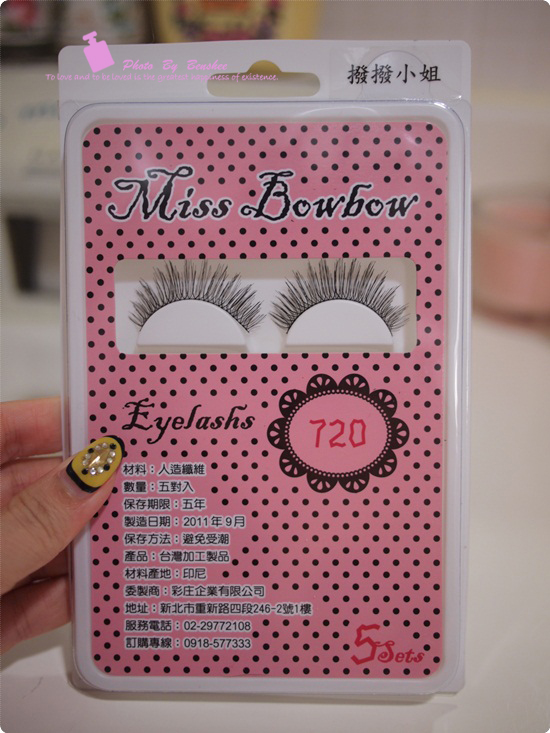 Photo By Benshee
To love and to be loved is the greatest happiness of existence.
撥撥小姐
Miss Bowbow
Eyelashs
720
材料：人造纖維
數量：五對入
保存期限：五年
製造日期：2011年9月
保存方法：避免受潮
產品：台灣加工製品
材料產地：印尼
委製商：彩庄企業有限公司
地址：新北市重新路四段246-2號1樓
服務電話：02-29772108
訂購專線：0918-577333
5 Sets